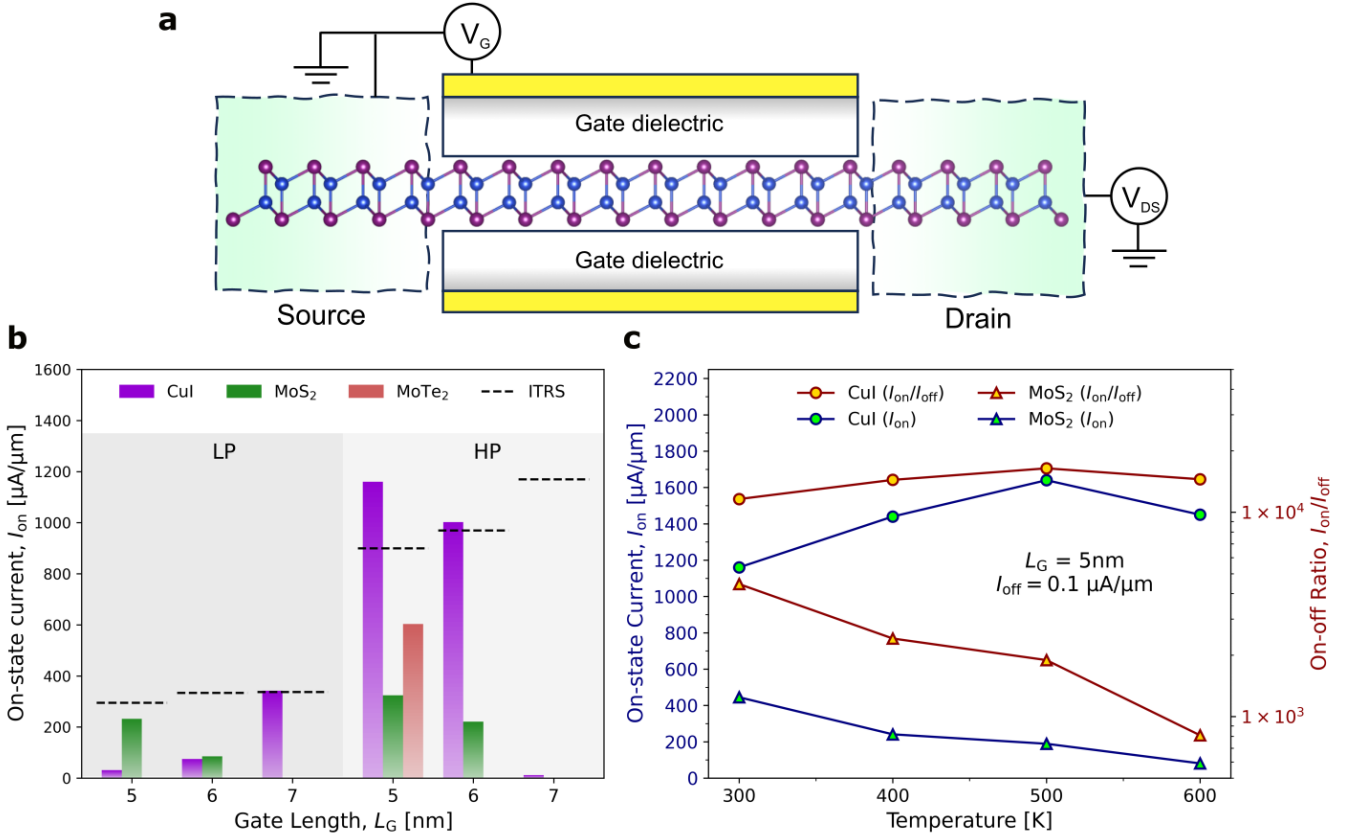 a
V_G
Gate dielectric
V_DS
Gate dielectric
Source
Drain
b
1600
1400
1200
1000
800
600
400
200
0
On-state current, I_on [μA/μm]
CuI
MoS₂
MoTe₂
ITRS
LP
HP
5
6
7
5
6
7
Gate Length, L_G [nm]
c
2200
2000
1800
1600
1400
1200
1000
800
600
400
200
0
On-state Current, I_on [μA/μm]
CuI (I_on/I_off)
MoS₂ (I_on/I_off)
CuI (I_on)
MoS₂ (I_on)
L_G = 5nm
I_off = 0.1 μA/μm
1 × 10⁴
1 × 10³
On-off Ratio, I_on/I_off
300
400
500
600
Temperature [K]